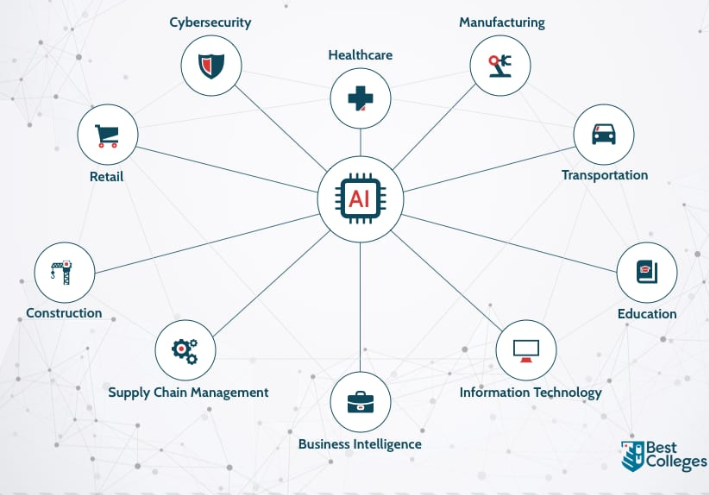 Cybersecurity
Manufacturing
Healthcare
Retail
AI
Transportation
Construction
Education
Supply Chain Management
Information Technology
Business Intelligence
Best
Colleges